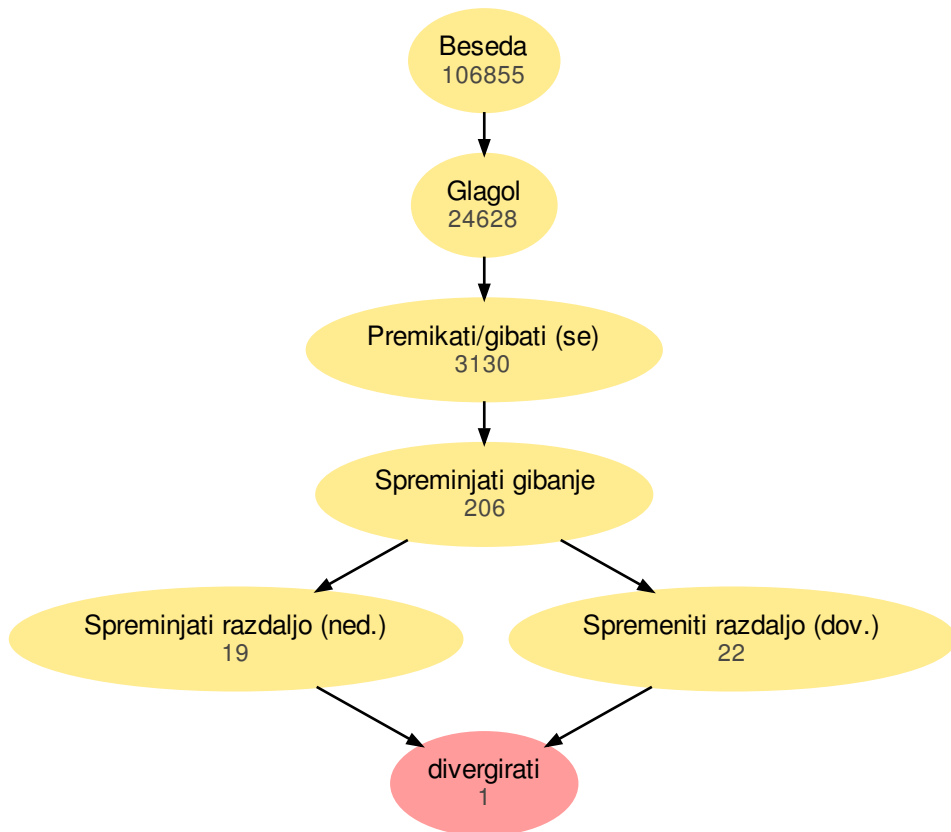 Beseda
106855
Glagol
24628
Premikati/gibati (se)
3130
Spreminjati gibanje
206
Spreminjati razdaljo (ned.)
19
Spremeniti razdaljo (dov.)
22
divergirati
1